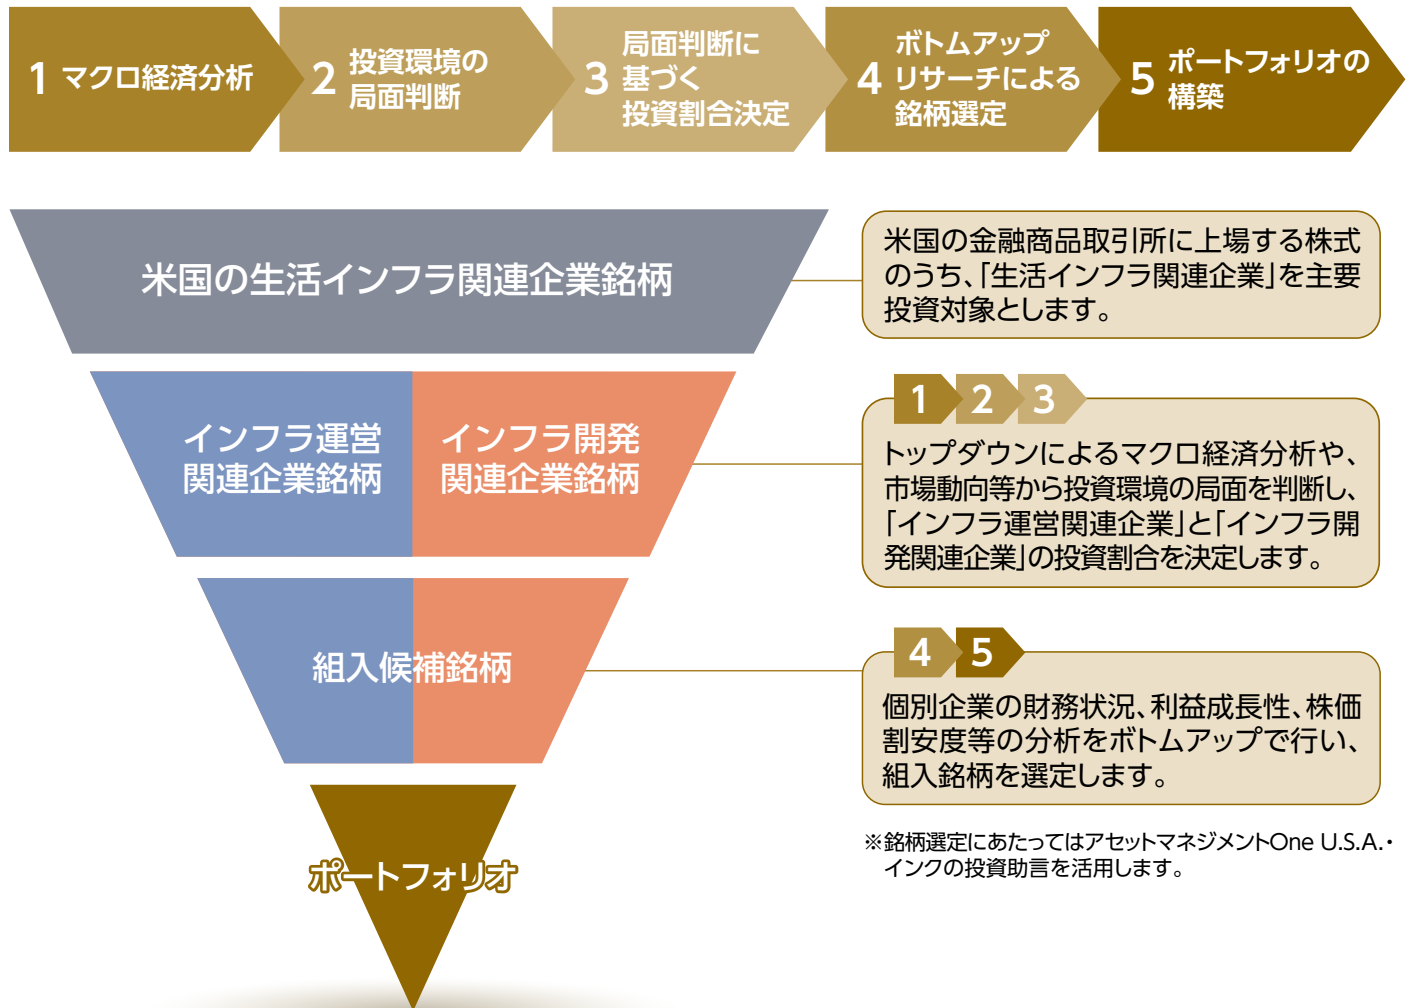 1 マクロ経済分析
2 投資環境の
局面判断
3 局面判断に
基づく
投資割合決定
4 ボトムアップ
リサーチによる
銘柄選定
5 ポートフォリオの
構築
米国の生活インフラ関連企業銘柄
米国の金融商品取引所に上場する株式
のうち、「生活インフラ関連企業」を主要
投資対象とします。
インフラ運営
関連企業銘柄
インフラ開発
関連企業銘柄
1 2 3
トップダウンによるマクロ経済分析や、
市場動向等から投資環境の局面を判断し、
「インフラ運営関連企業」と「インフラ開
発関連企業」の投資割合を決定します。
組入候補銘柄
4 5
個別企業の財務状況、利益成長性、株価
割安度等の分析をボトムアップで行い、
組入銘柄を選定します。
ポートフォリオ
※銘柄選定にあたってはアセットマネジメントOne U.S.A.・
インクの投資助言を活用します。